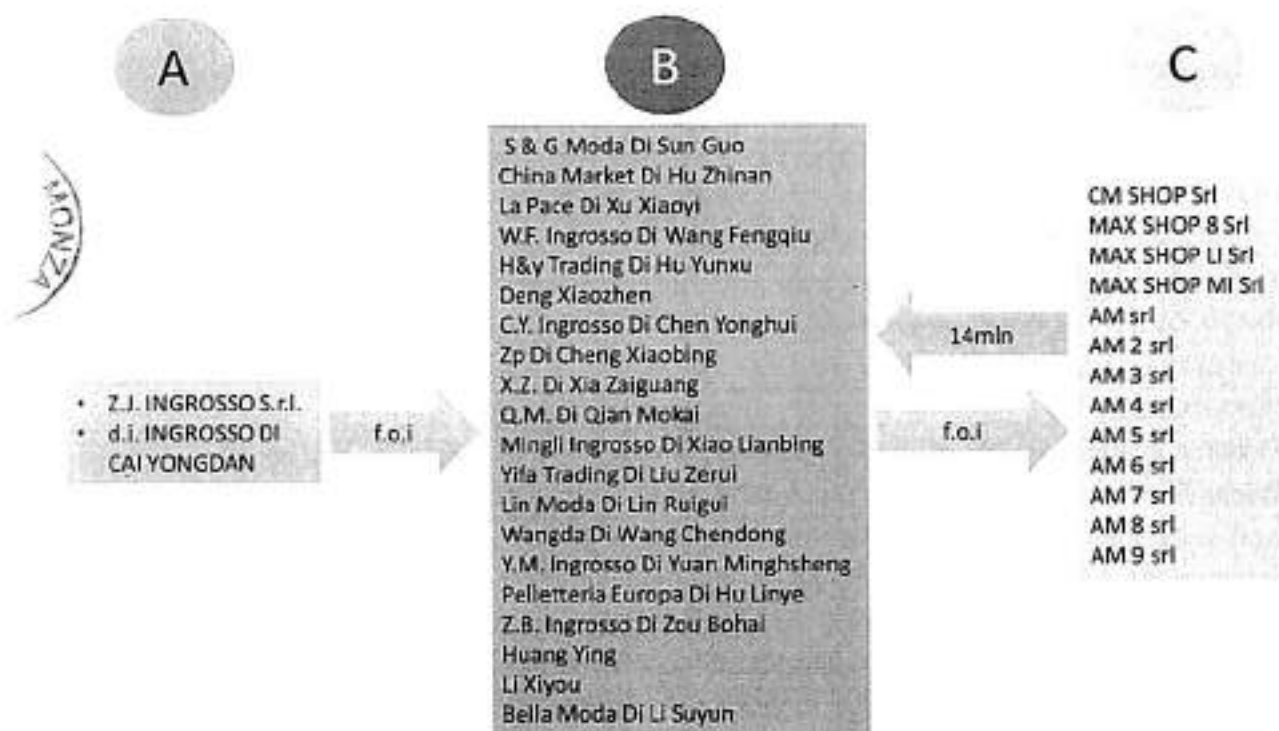 A
B
C
MONZA
• Z.J. INGROSSO S.r.l.
• d.i. INGROSSO DI
CAI YONGDAN
f.o.i
S & G Moda Di Sun Guo
China Market Di Hu Zhinan
La Pace Di Xu Xiaoyi
W.F. Ingrosso Di Wang Fengqiu
H&y Trading Di Hu Yunxu
Deng Xiaozhen
C.Y. Ingrosso Di Chen Yonghui
Zp Di Cheng Xiaobing
X.Z. Di Xia Zaiguang
Q.M. Di Qian Mokai
Mingli Ingrosso Di Xiao Lianbing
Yifa Trading Di Liu Zerui
Lin Moda Di Lin Ruigui
Wangda Di Wang Chendong
Y.M. Ingrosso Di Yuan Minghsheng
Pelletteria Europa Di Hu Linye
Z.B. Ingrosso Di Zou Bohai
Huang Ying
Li Xiyou
Bella Moda Di Li Suyun
14mln
f.o.i
CM SHOP Srl
MAX SHOP 8 Srl
MAX SHOP LI Srl
MAX SHOP MI Srl
AM srl
AM 2 srl
AM 3 srl
AM 4 srl
AM 5 srl
AM 6 srl
AM 7 srl
AM 8 srl
AM 9 srl